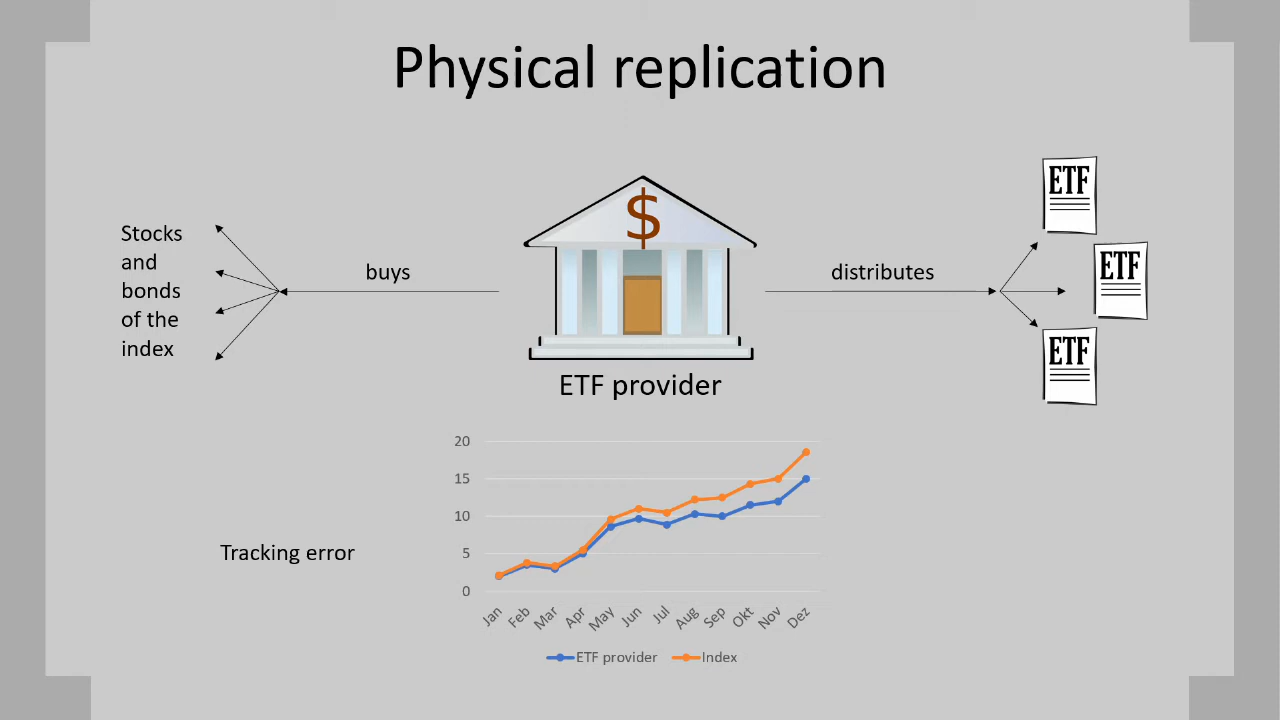 Physical replication
Stocks
and
bonds
of the
index
buys
$
ETF provider
distributes
ETF
ETF
ETF
Tracking error
20
15
10
5
0
Jan Feb Mar Apr May Jun Jul Aug Sep Okt Nov Dez
ETF provider Index